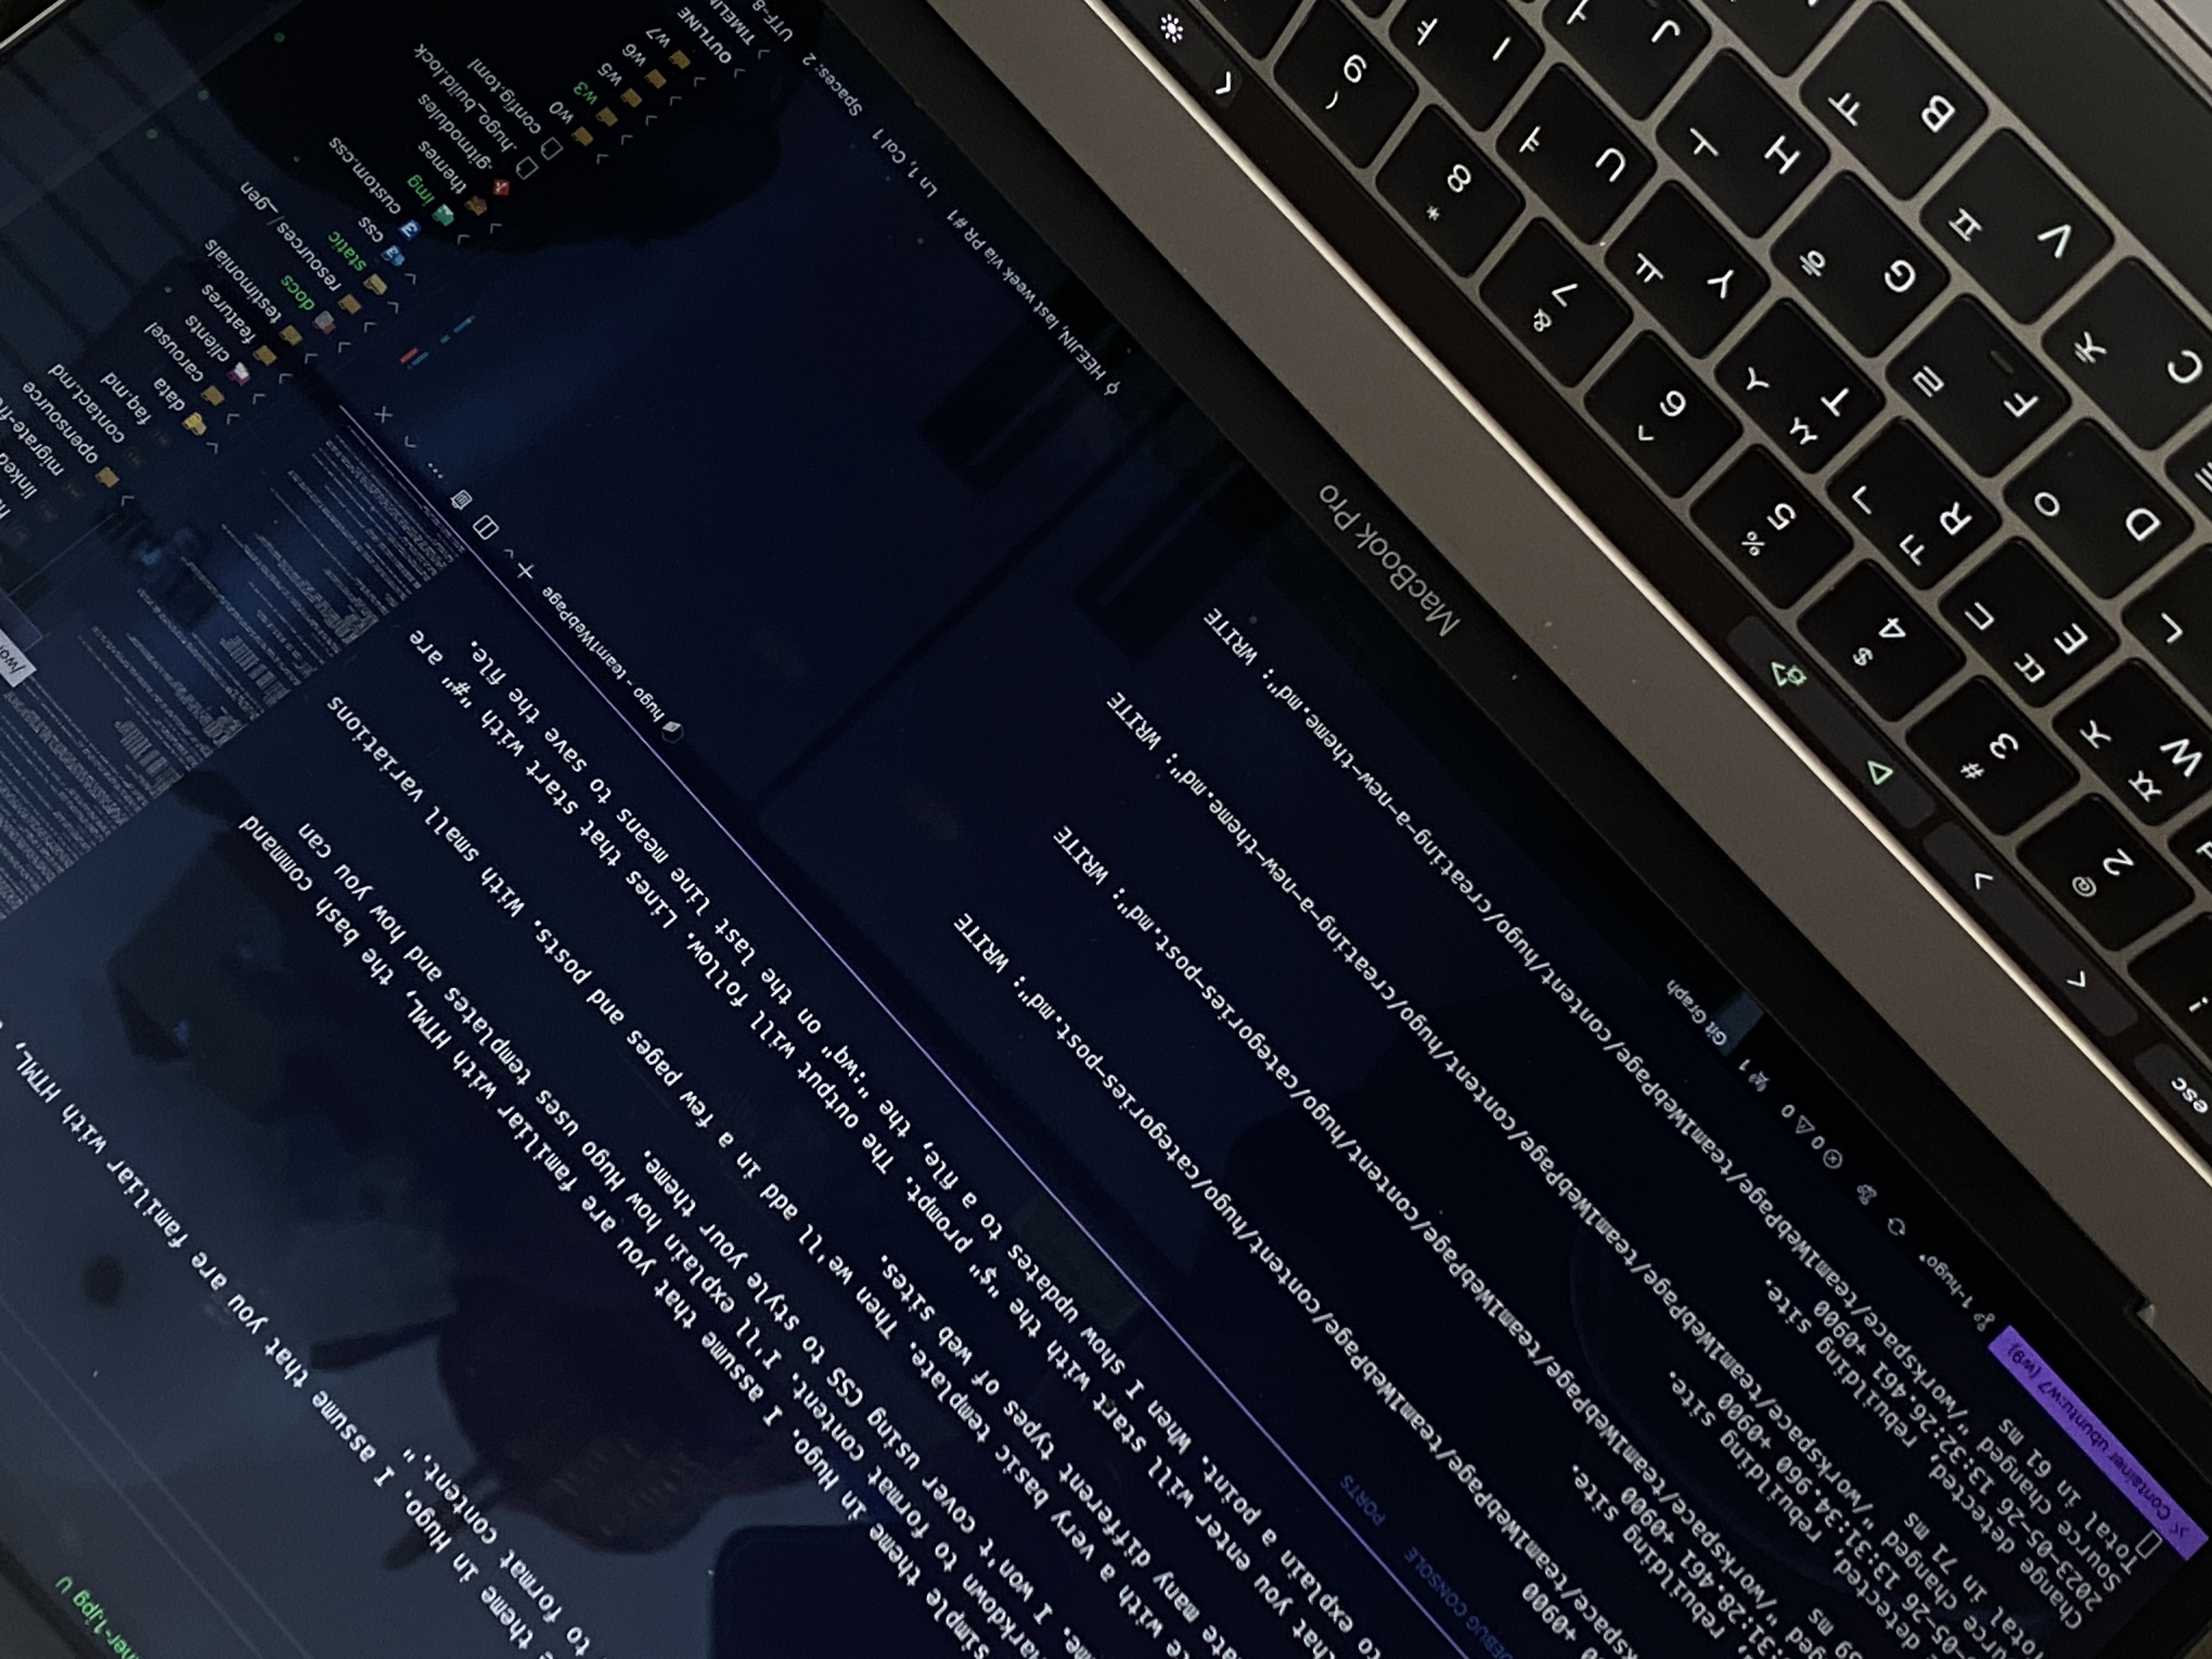 ner-1.jpg U
theme in Hugo. I assume that you are familiar with HTML,
to format content."
simple theme in Hugo. I assume that you are familiar with HTML, the bash command
Markdown to format content. I'll explain how Hugo uses templates and how you can
me. I won't cover using CSS to style your theme.
with a very basic template. Then we'll add in a few pages and posts. With small variations
ate many different types of web sites.
that you enter will start with the "$" prompt. The output will follow. Lines that start with "#" are
to explain a point. When I show updates to a file, the ":wq" on the last line means to save the file.
DEBUG CONSOLE
PORTS
hugo - team1WebPage
0 +0900
kspace/team1WebPage/team1WebPage/content/hugo/categories-post.md": WRITE
, rebuilding site.
:31:28.461 +0900
ged "/workspace/team1WebPage/team1WebPage/content/hugo/categories-post.md": WRITE
ms
detected, rebuilding site.
-05-26 13:31:34.960 +0900
urce changed "/workspace/team1WebPage/team1WebPage/content/hugo/creating-a-new-theme.md": WRITE
Total in 71 ms
Change detected, rebuilding site.
2023-05-26 13:32:26.461 +0900
Source changed "/workspace/team1WebPage/team1WebPage/content/hugo/creating-a-new-theme.md": WRITE
Total in 61 ms
linked
migrate-fr
opensource
contact.md
faq.md
data
carousel
clients
features
testimonials
docs
resources / _gen
static
css
custom.css
img
themes
.gitmodules
.hugo_build.lock
config.toml
w0
w3
w5
w6
w7
OUTLINE
TIMELIN
Container ubuntu:w7 (w9)
1-hugo*
0 0
1
Git Graph
HEEJIN, last week via PR #1
Ln 1, Col 1
Spaces: 2
UTF-8
MacBook Pro
esc
!
@ 2
# 3
$ 4
% 5
^ 6
& 7
* 8
( 9
ㅉ ㅈ W
ㄸ ㄷ E
ㄲ ㄱ R
ㅆ ㅅ T
ㅛ Y
ㅕ U
ㅑ I
ㄴ
ㅇ D
ㄹ F
ㅎ G
ㅗ H
ㅓ J
ㅊ C
ㅍ V
ㅠ B